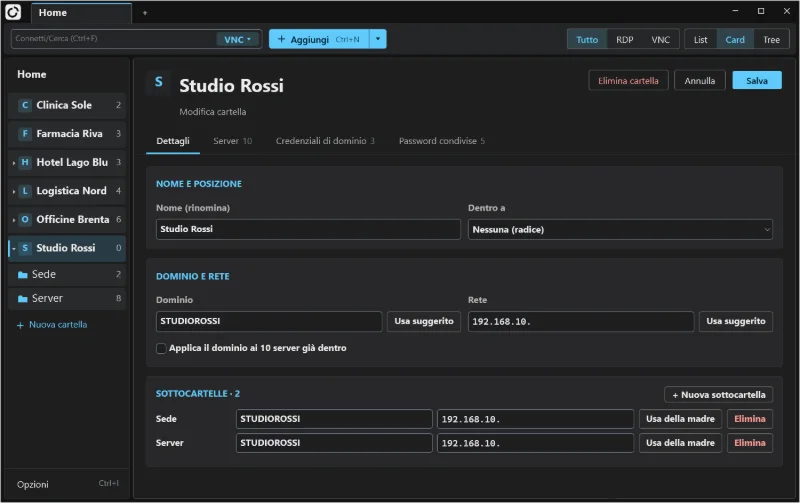 Home
+
Connetti/Cerca (Ctrl+F)
VNC
+ Aggiungi Ctrl+N
Tutto RDP VNC
List Card Tree
Home
C Clinica Sole 2
F Farmacia Riva 3
H Hotel Lago Blu 3
L Logistica Nord 4
O Officine Brenta 6
S Studio Rossi 0
Sede 2
Server 8
+ Nuova cartella
Opzioni Ctrl+I
S Studio Rossi
Modifica cartella
Elimina cartella Annulla Salva
Dettagli Server 10 Credenziali di dominio 3 Password condivise 5
NOME E POSIZIONE
Nome (rinomina) Dentro a
Studio Rossi Nessuna (radice)
DOMINIO E RETE
Dominio Rete
STUDIOROSSI Usa suggerito 192.168.10. Usa suggerito
Applica il dominio ai 10 server già dentro
SOTTOCARTELLE · 2 + Nuova sottocartella
Sede STUDIOROSSI 192.168.10. Usa della madre Elimina
Server STUDIOROSSI 192.168.10. Usa della madre Elimina